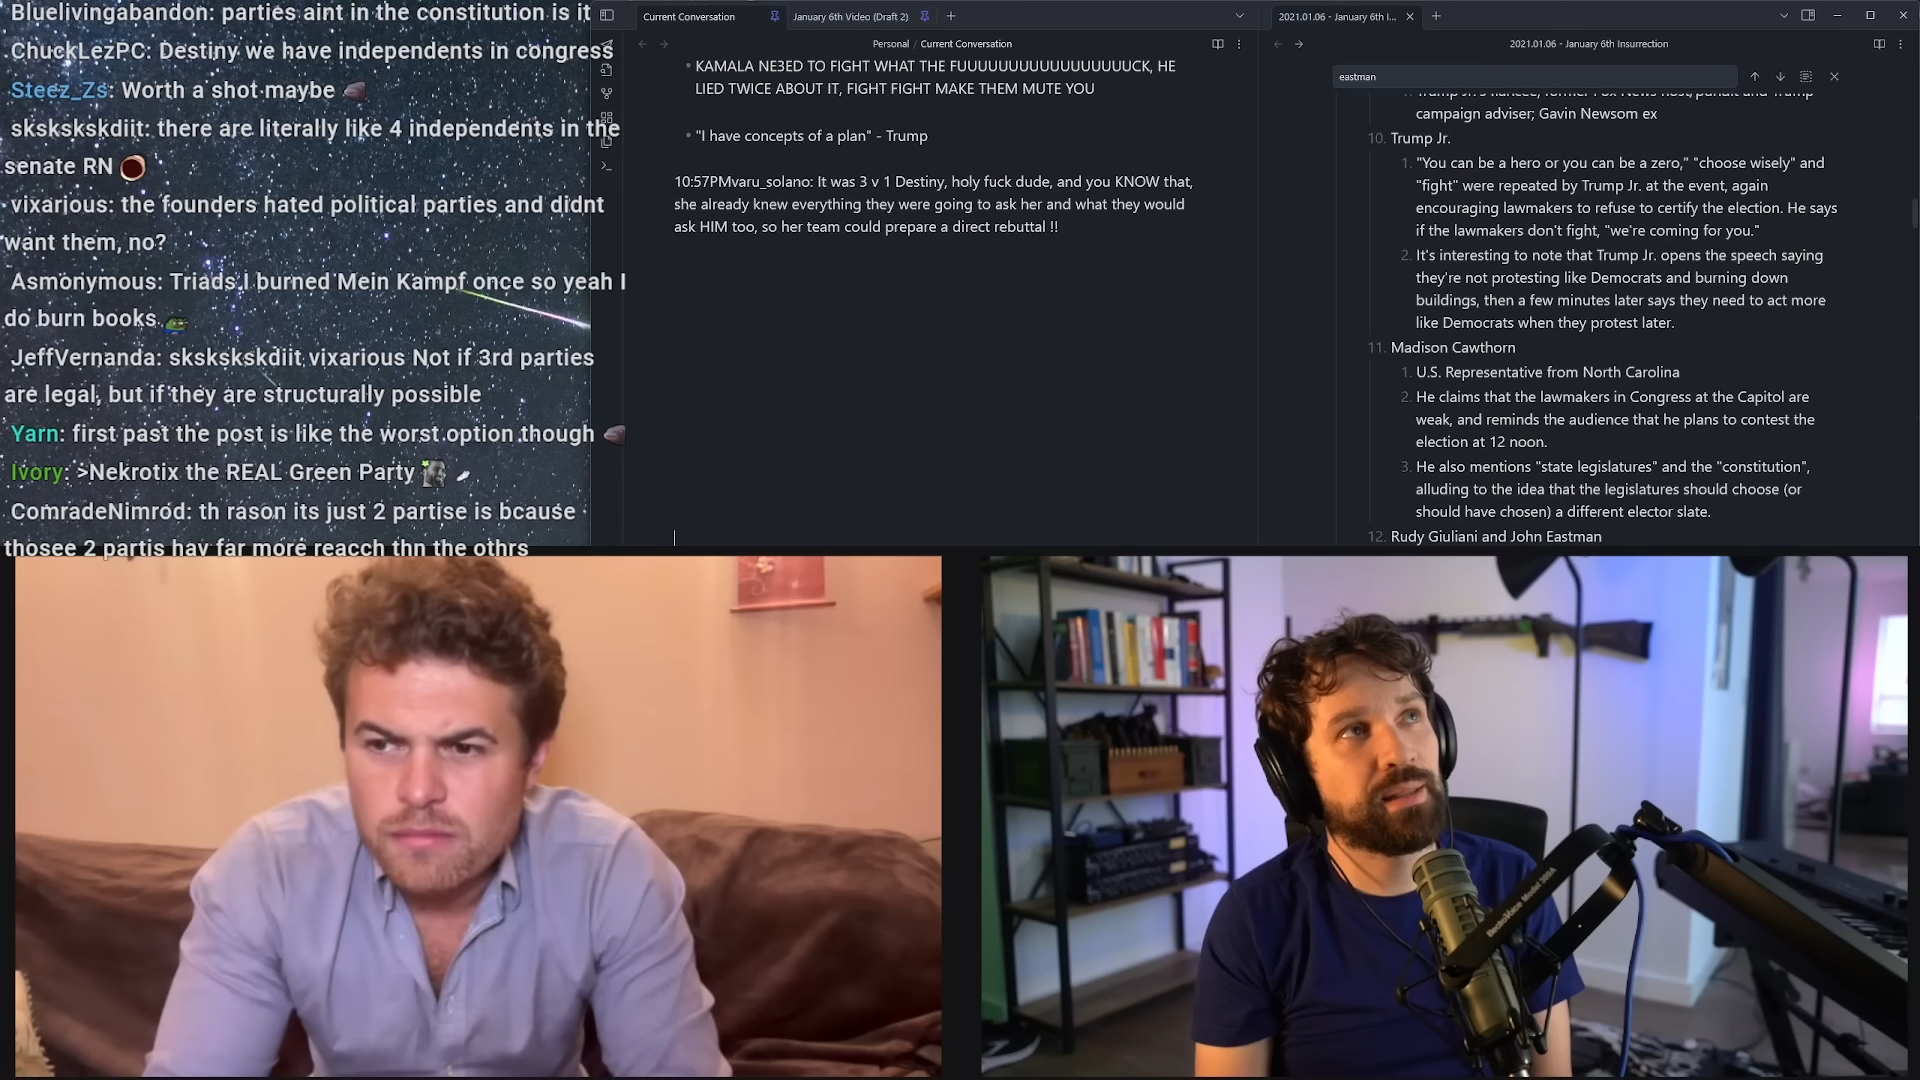 Bluelivingabandon: parties aint in the constitution is it
ChuckLezPC: Destiny we have independents in congress
Steez_Zs: Worth a shot maybe
skskskskdiit: there are literally like 4 independents in the
senate RN
vixarious: the founders hated political parties and didnt
want them, no?
Asmonymous: Triads I burned Mein Kampf once so yeah I
do burn books
JeffVernanda: skskskskdiit vixarious Not if 3rd parties
are legal, but if they are structurally possible
Yarn: first past the post is like the worst option though
Ivory: >Nekrotix the REAL Green Party
ComradeNimrod: th rason its just 2 partise is bcause
thosee 2 partis hav far more reacch thn the othrs
Current Conversation
January 6th Video (Draft 2)
Personal / Current Conversation
• KAMALA NE3ED TO FIGHT WHAT THE FUUUUUUUUUUUUUUUUUCK, HE
LIED TWICE ABOUT IT, FIGHT FIGHT MAKE THEM MUTE YOU
• "I have concepts of a plan" - Trump
10:57PMvaru_solano: It was 3 v 1 Destiny, holy fuck dude, and you KNOW that,
she already knew everything they were going to ask her and what they would
ask HIM too, so her team could prepare a direct rebuttal !!
2021.01.06 - January 6th I...
2021.01.06 - January 6th Insurrection
eastman
campaign adviser; Gavin Newsom ex
10. Trump Jr.
1. "You can be a hero or you can be a zero," "choose wisely" and
"fight" were repeated by Trump Jr. at the event, again
encouraging lawmakers to refuse to certify the election. He says
if the lawmakers don't fight, "we're coming for you."
2. It's interesting to note that Trump Jr. opens the speech saying
they're not protesting like Democrats and burning down
buildings, then a few minutes later says they need to act more
like Democrats when they protest later.
11. Madison Cawthorn
1. U.S. Representative from North Carolina
2. He claims that the lawmakers in Congress at the Capitol are
weak, and reminds the audience that he plans to contest the
election at 12 noon.
3. He also mentions "state legislatures" and the "constitution",
alluding to the idea that the legislatures should choose (or
should have chosen) a different elector slate.
12. Rudy Giuliani and John Eastman